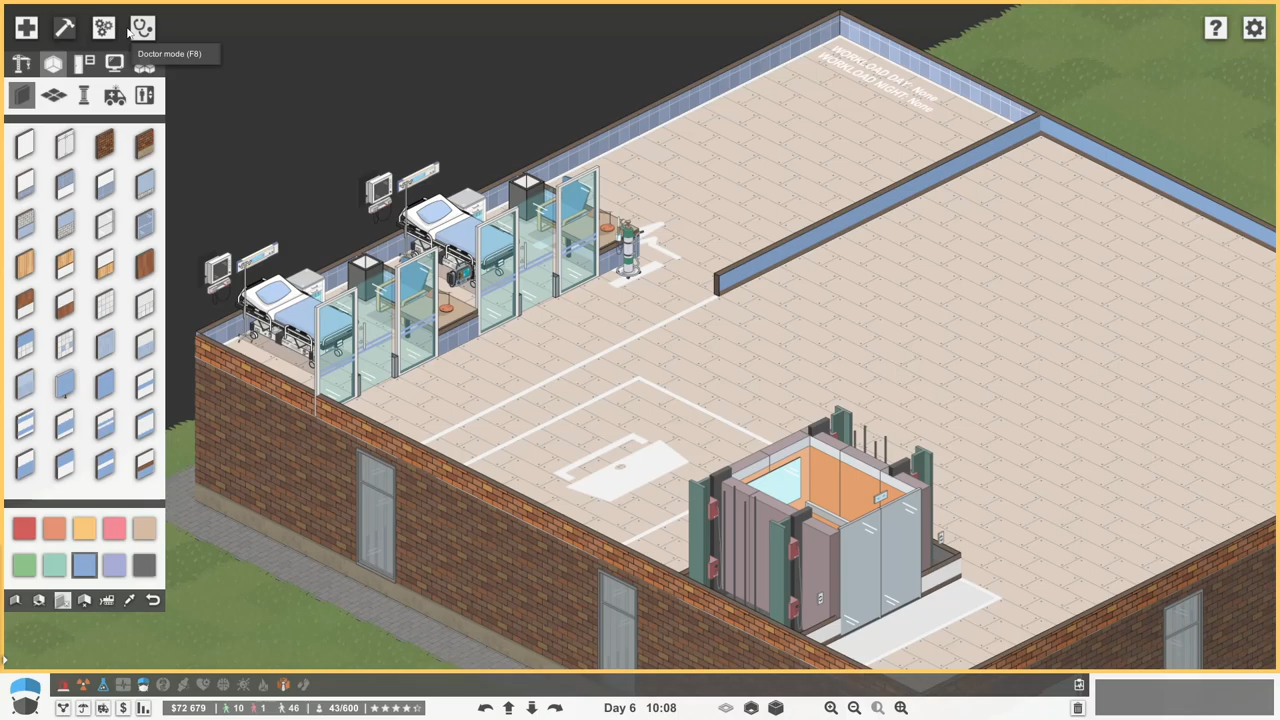 Doctor mode (F8)
?
WORKLOAD DAY: None
WORKLOAD NIGHT: None
$72 679
10
1
46
43/600
Day 6 10:08